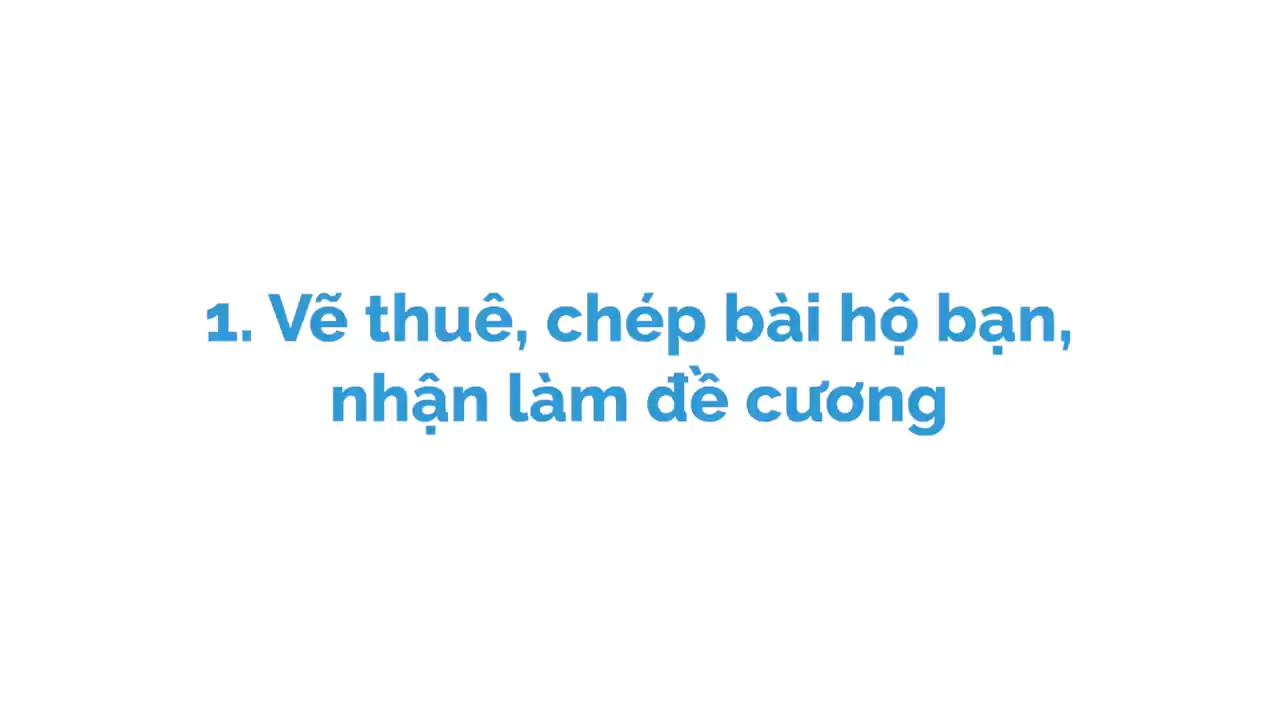 1. Vẽ thuê, chép bài hộ bạn,
nhận làm đề cương